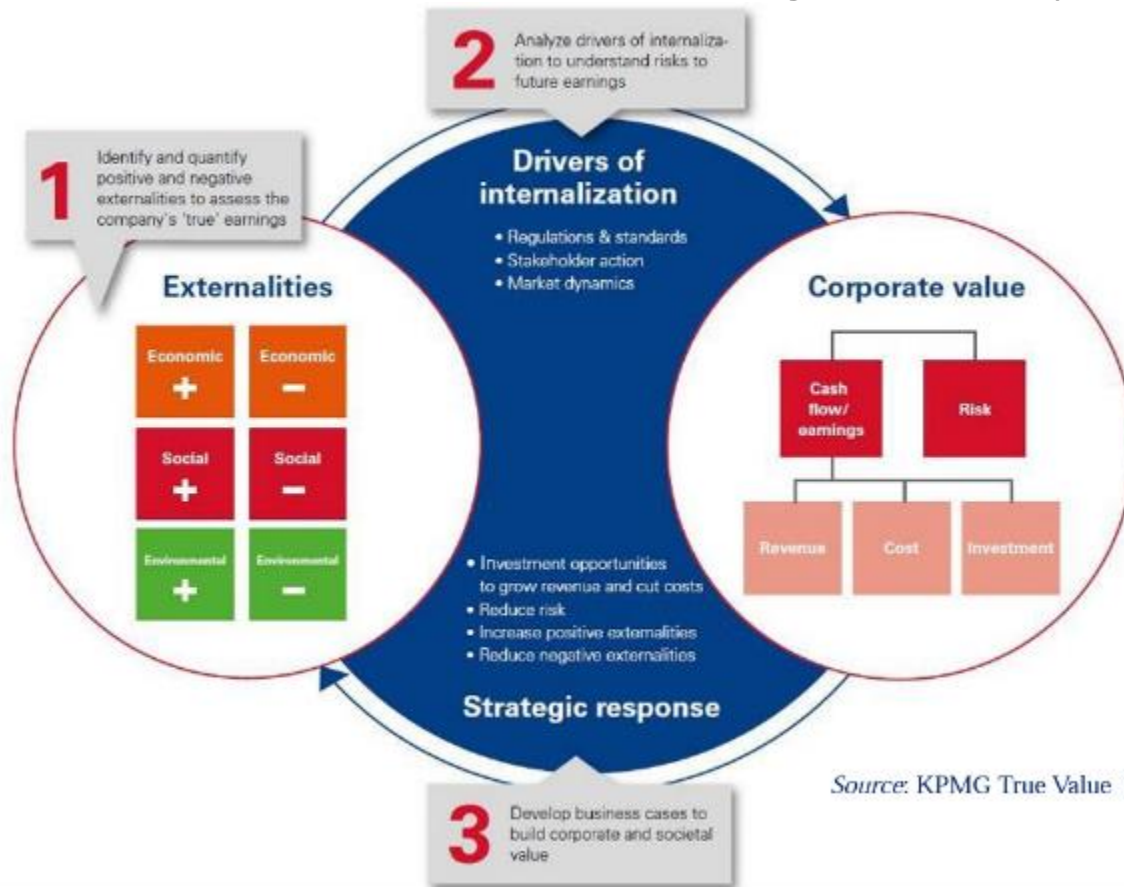 2
Analyze drivers of internaliza-
tion to understand risks to
future earnings
1
Identify and quantify
positive and negative
externalities to assess the
company's 'true' earnings
Drivers of
internalization
• Regulations & standards
• Stakeholder action
• Market dynamics
Externalities
Economic
+
Economic
−
Social
+
Social
−
Environmental
+
Environmental
−
Corporate value
Cash
flow/
earnings
Risk
Revenue
Cost
Investment
• Investment opportunities
to grow revenue and cut costs
• Reduce risk
• Increase positive externalities
• Reduce negative externalities
Strategic response
3
Develop business cases to
build corporate and societal
value
Source: KPMG True Value